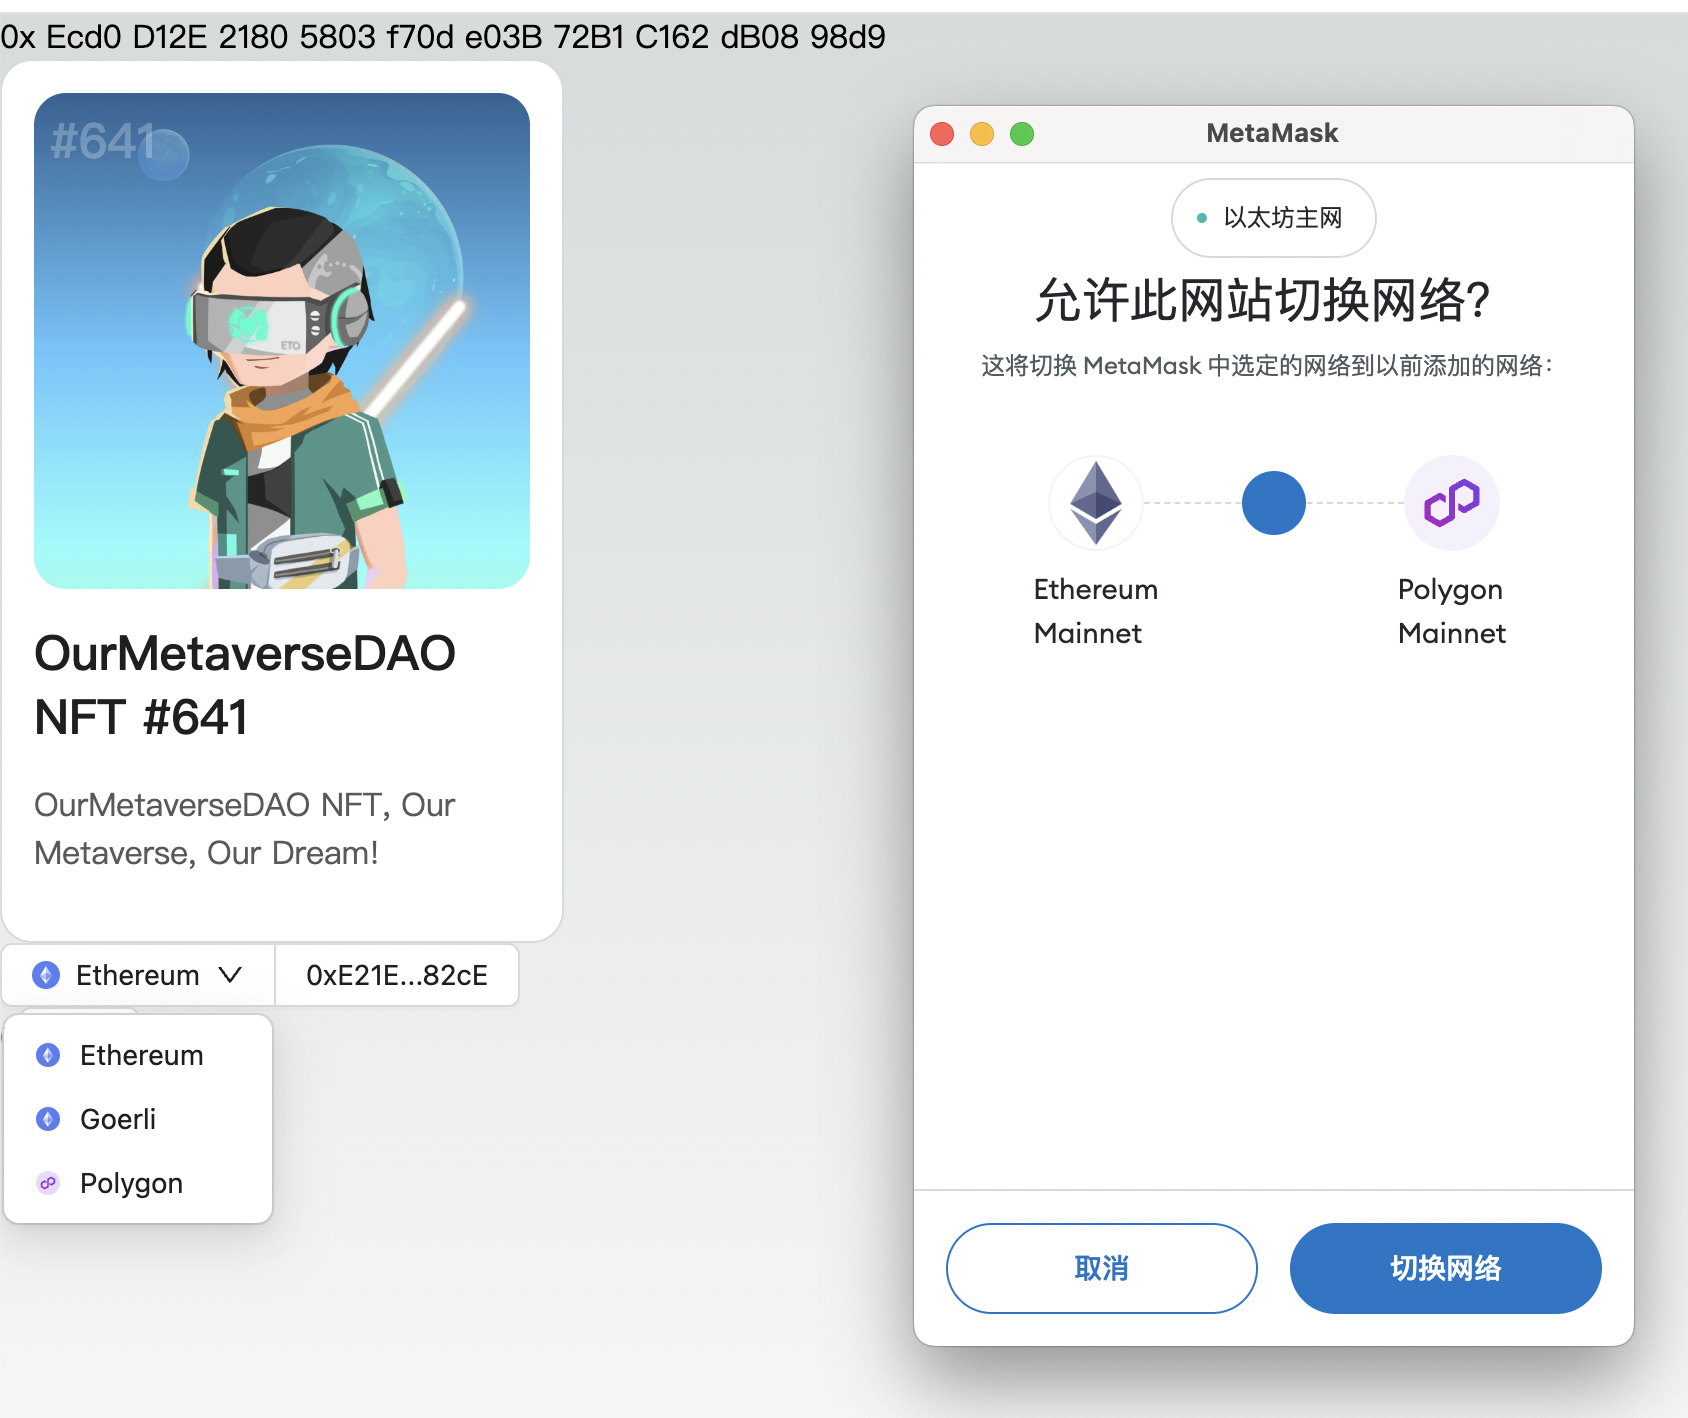 0x Ecd0 D12E 2180 5803 f70d e03B 72B1 C162 dB08 98d9
#641
ETO
OurMetaverseDAO
NFT #641
OurMetaverseDAO NFT, Our
Metaverse, Our Dream!
Ethereum
0xE21E...82cE
Ethereum
Goerli
Polygon
MetaMask
以太坊主网
允许此网站切换网络?
这将切换 MetaMask 中选定的网络到以前添加的网络：
Ethereum
Mainnet
Polygon
Mainnet
取消
切换网络